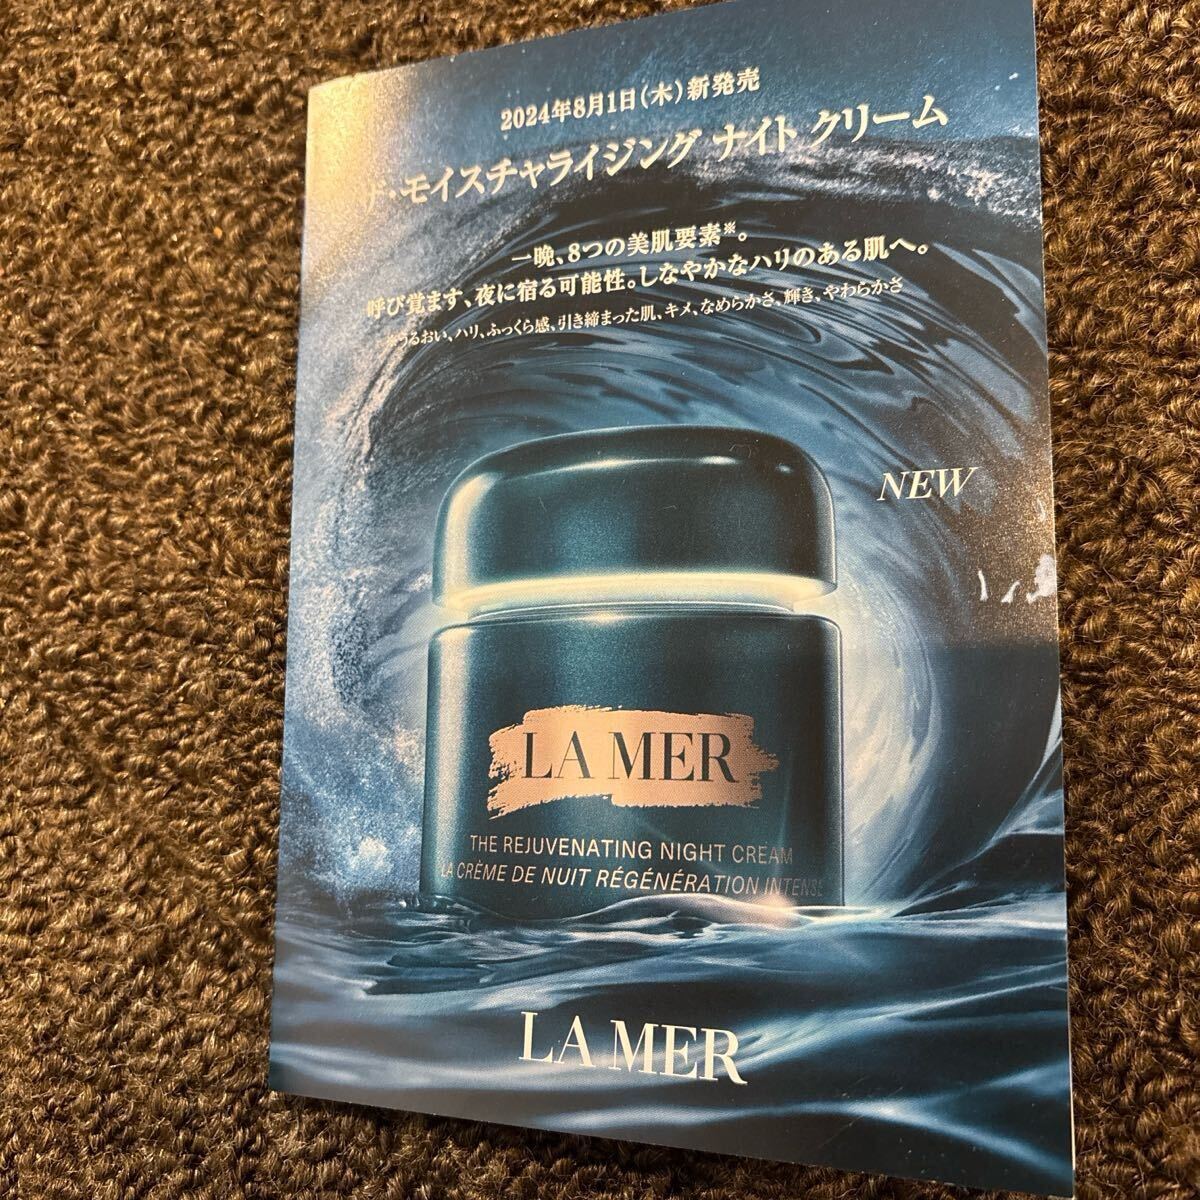 2024年8月1日(木)新発売
ザ・モイスチャライジング ナイト クリーム
一晩、8つの美肌要素※。
呼び覚ます、夜に宿る可能性。しなやかなハリのある肌へ。
※うるおい、ハリ、ふっくら感、引き締まった肌、キメ、なめらかさ、輝き、やわらかさ
NEW
LA MER
THE REJUVENATING NIGHT CREAM
LA CRÈME DE NUIT RÉGÉNÉRATION INTENSE
LA MER